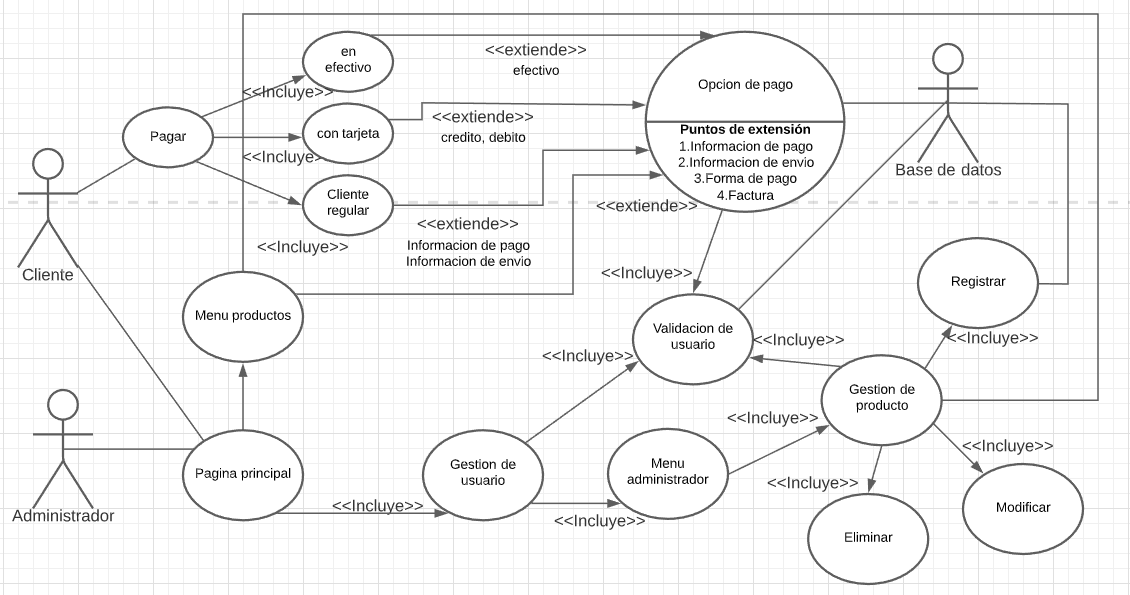 en
efectivo
<<extiende>>
efectivo
Opcion de pago
<<Incluye>>
Pagar
con tarjeta
<<extiende>>
credito, debito
Puntos de extensión
1.Informacion de pago
2.Informacion de envio
3.Forma de pago
4.Factura
Base de datos
<<Incluye>>
Cliente
regular
<<extiende>>
<<extiende>>
<<Incluye>>
Informacion de pago
Informacion de envio
Cliente
<<Incluye>>
Registrar
Menu productos
Validacion de
usuario
<<Incluye>>
<<Incluye>>
<<Incluye>>
Gestion de
producto
<<Incluye>>
<<Incluye>>
Pagina principal
Gestion de
usuario
Menu
administrador
<<Incluye>>
<<Incluye>>
Administrador
<<Incluye>>
Modificar
Eliminar